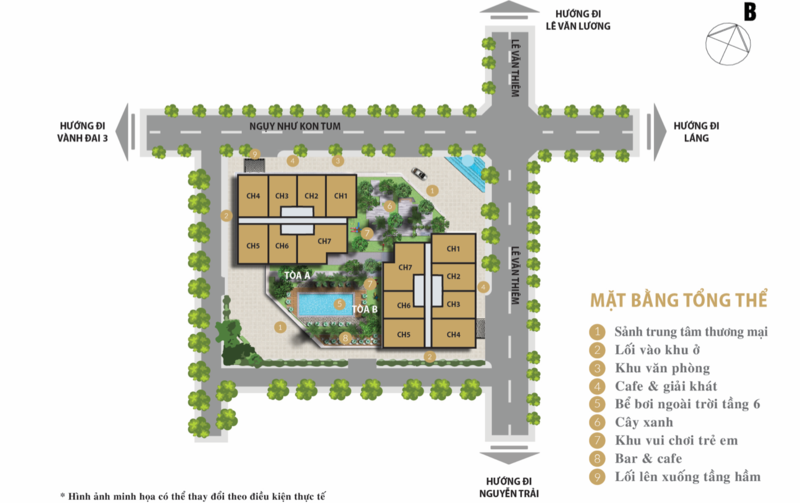 B
HƯỚNG ĐI
LÊ VĂN LƯƠNG
LÊ VĂN THIÊM
HƯỚNG ĐI
VÀNH ĐAI 3
NGỤY NHƯ KON TUM
HƯỚNG ĐI
LÁNG
9
4
2
1
CH4
CH3
CH2
CH1
2
6
CH5
CH6
CH7
7
TÒA A
7
CH1
CH7
CH2
CH6
CH3
CH5
CH4
4
5
TÒA B
1
8
2
LÊ VĂN THIÊM
MẶT BẰNG TỔNG THỂ
1 Sảnh trung tâm thương mại
2 Lối vào khu ở
3 Khu văn phòng
4 Cafe & giải khát
5 Bể bơi ngoài trời tầng 6
6 Cây xanh
7 Khu vui chơi trẻ em
8 Bar & cafe
9 Lối lên xuống tầng hầm
HƯỚNG ĐI
NGUYỄN TRÃI
* Hình ảnh minh họa có thể thay đổi theo điều kiện thực tế